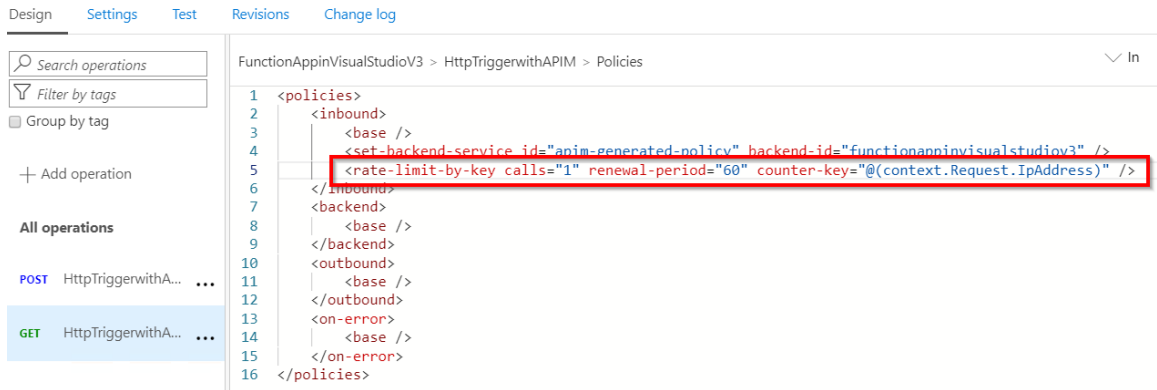 Design Settings Test Revisions Change log
Search operations
Filter by tags
Group by tag
Add operation
All operations
POST HttpTriggerwithA... ...
GET HttpTriggerwithA... ...
FunctionAppinVisualStudioV3 > HttpTriggerwithAPIM > Policies
In
1 <policies>
2 <inbound>
3 <base />
4 <set-backend-service id="apim-generated-policy" backend-id="functionappinvisualstudiov3" />
5 <rate-limit-by-key calls="1" renewal-period="60" counter-key="@(context.Request.IpAddress)" />
6 </inbound>
7 <backend>
8 <base />
9 </backend>
10 <outbound>
11 <base />
12 </outbound>
13 <on-error>
14 <base />
15 </on-error>
16 </policies>